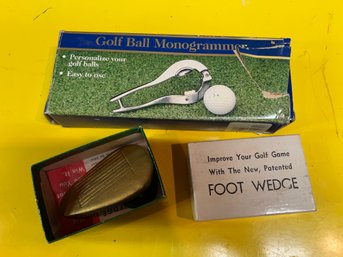 Golf Ball Monogrammer
• Personalize your
golf balls
• Easy to use!
Improve Your Golf Game
With The New, Patented
FOOT WEDGE